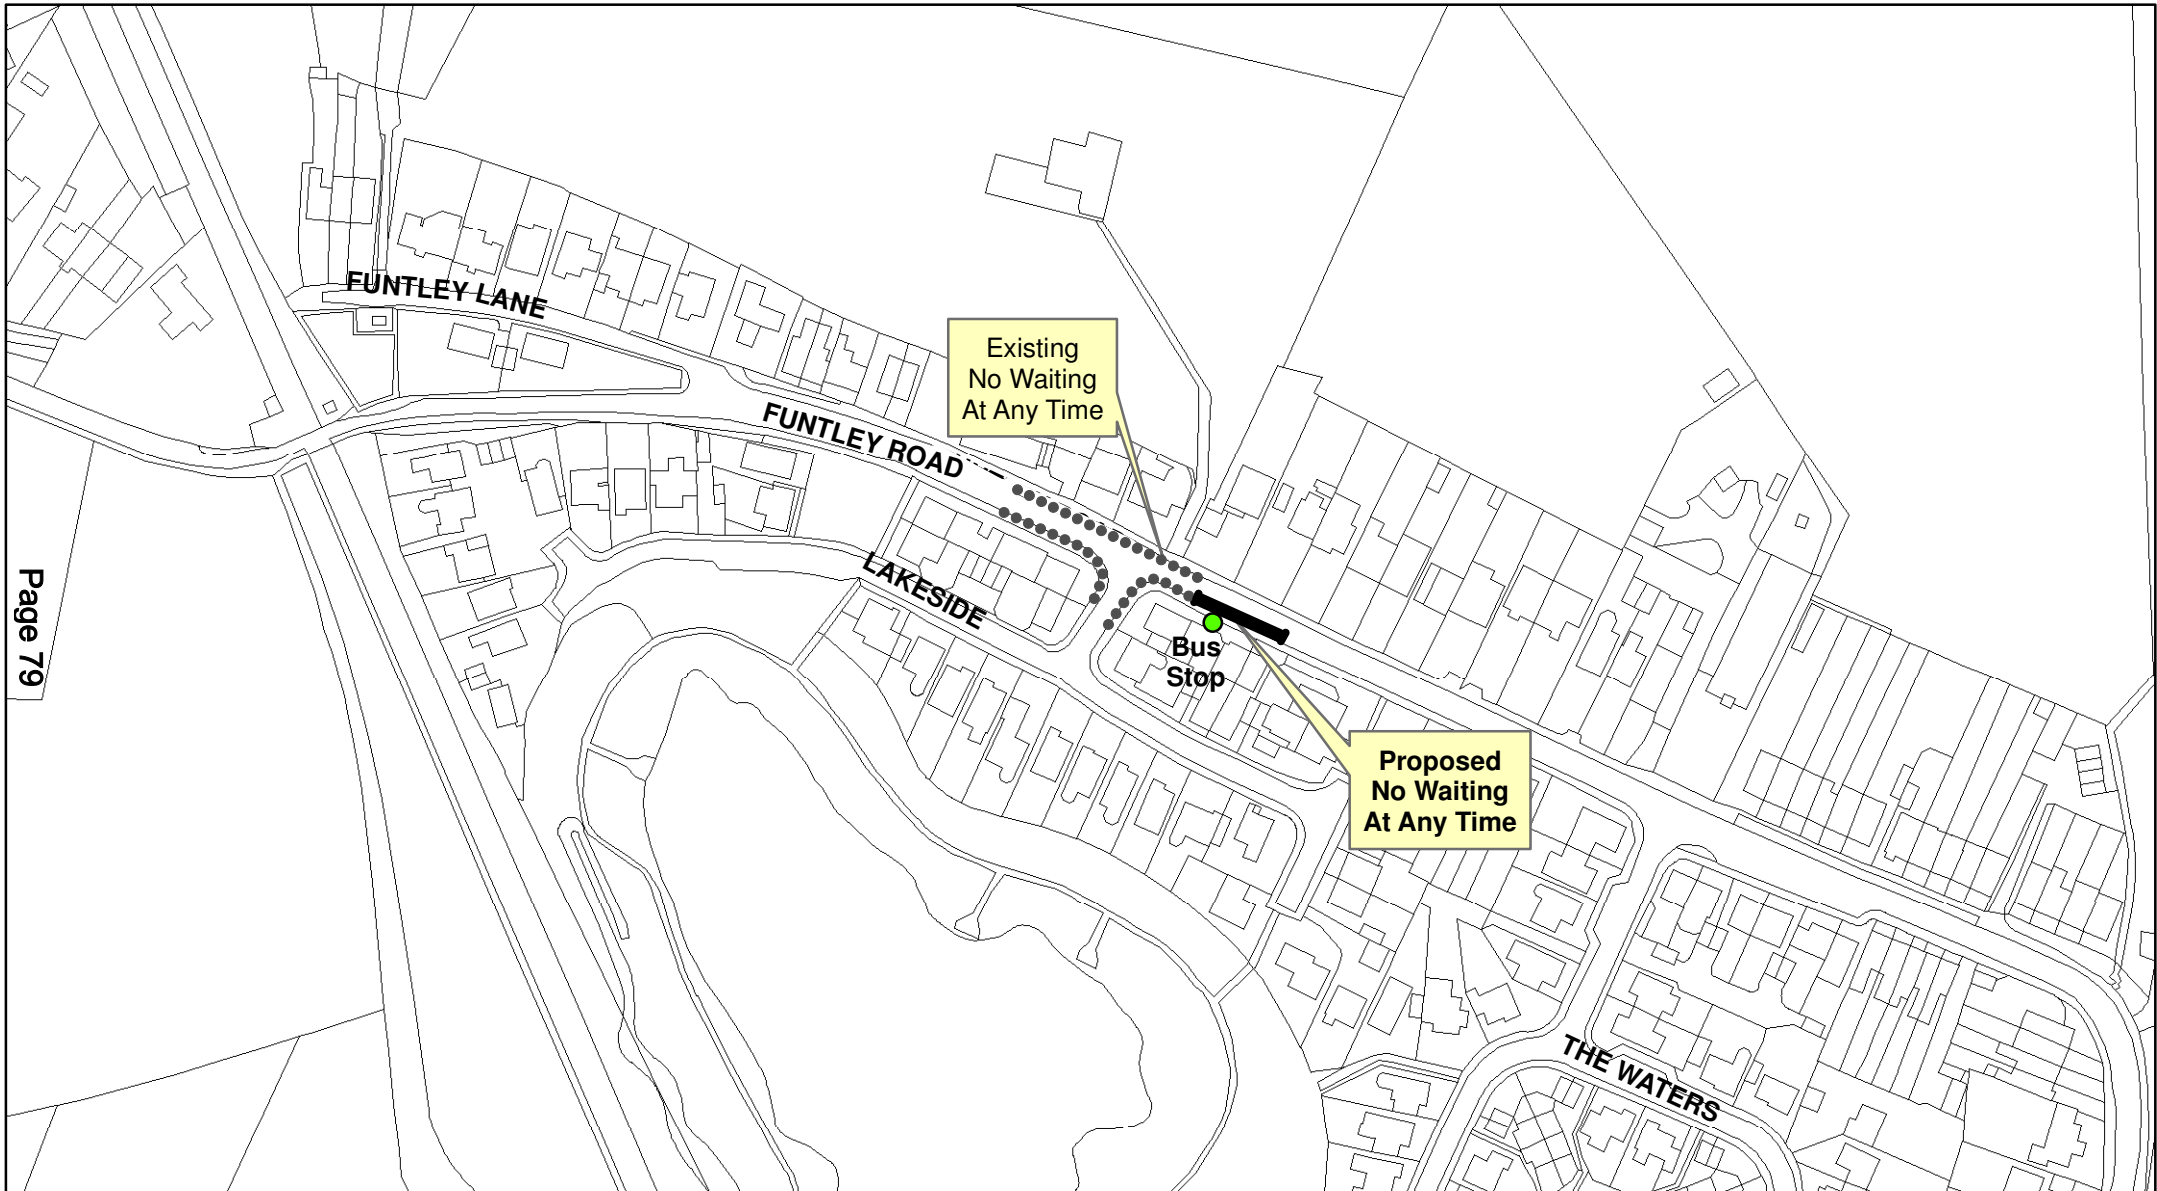 FUNTLEY LANE
Existing
No Waiting
At Any Time
FUNTLEY ROAD
LAKESIDE
Bus
Stop
Page 79
Proposed
No Waiting
At Any Time
THE WATERS